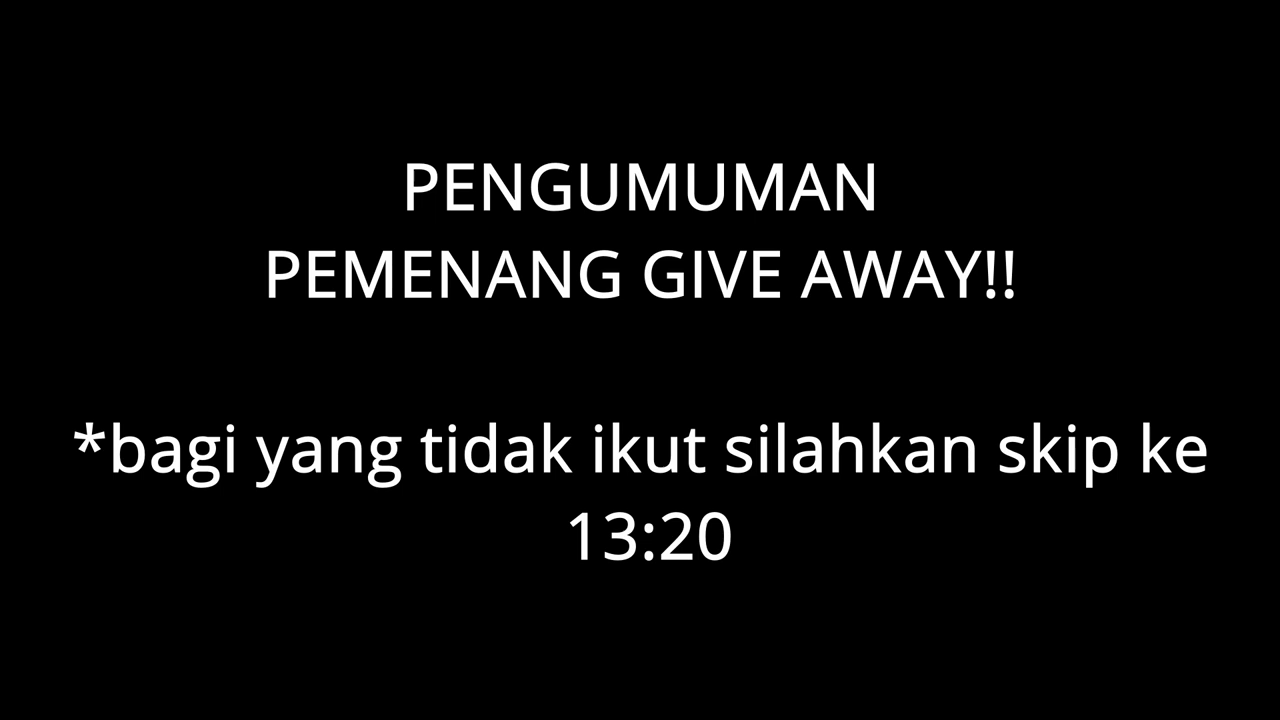 PENGUMUMAN
PEMENANG GIVE AWAY!!
*bagi yang tidak ikut silahkan skip ke
13:20